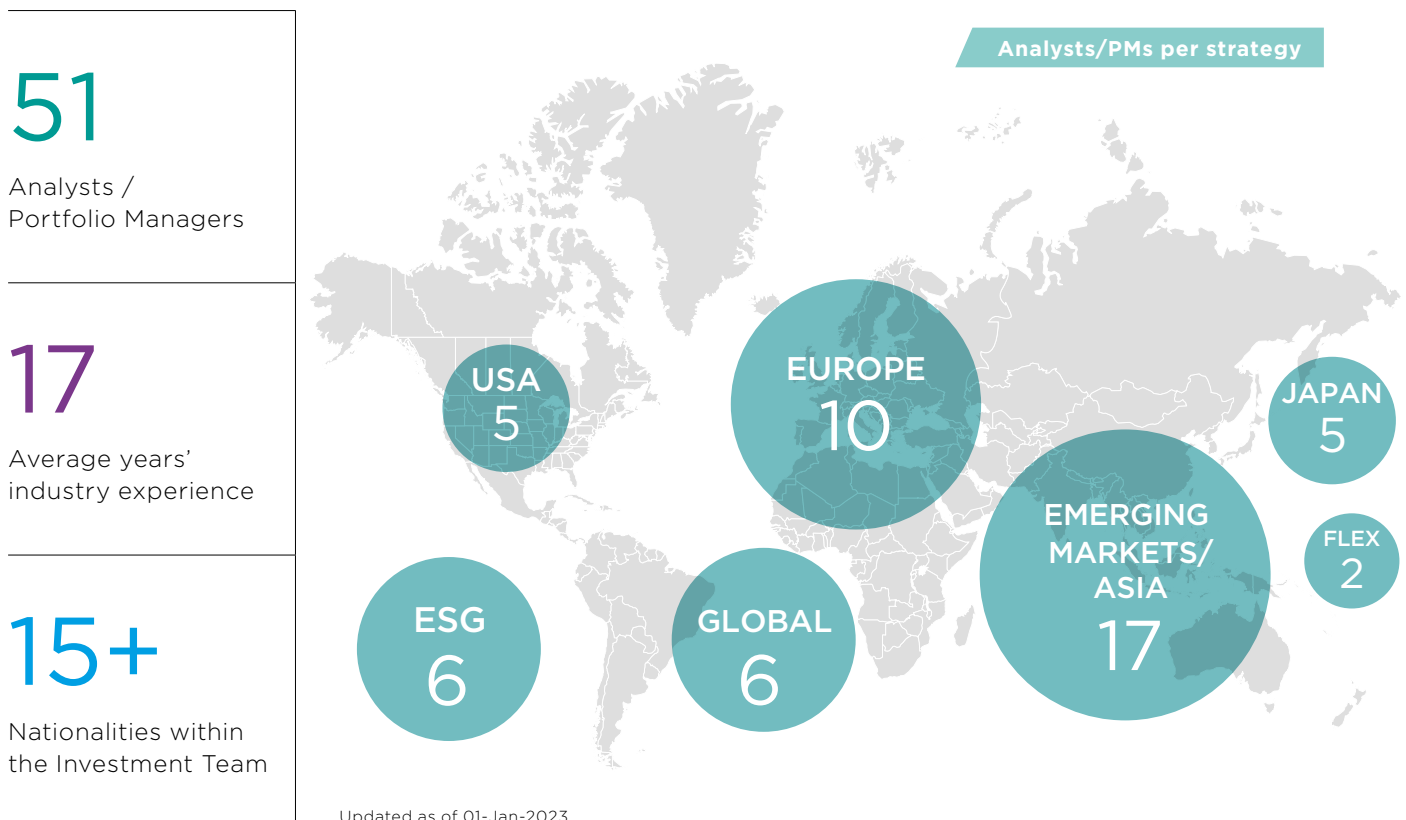 51
Analysts /
Portfolio Managers
17
Average years’
industry experience
15+
Nationalities within
the Investment Team
Analysts/PMs per strategy
USA
5
EUROPE
10
JAPAN
5
EMERGING
MARKETS/
ASIA
17
FLEX
2
ESG
6
GLOBAL
6
Updated as of 01-Jan-2023